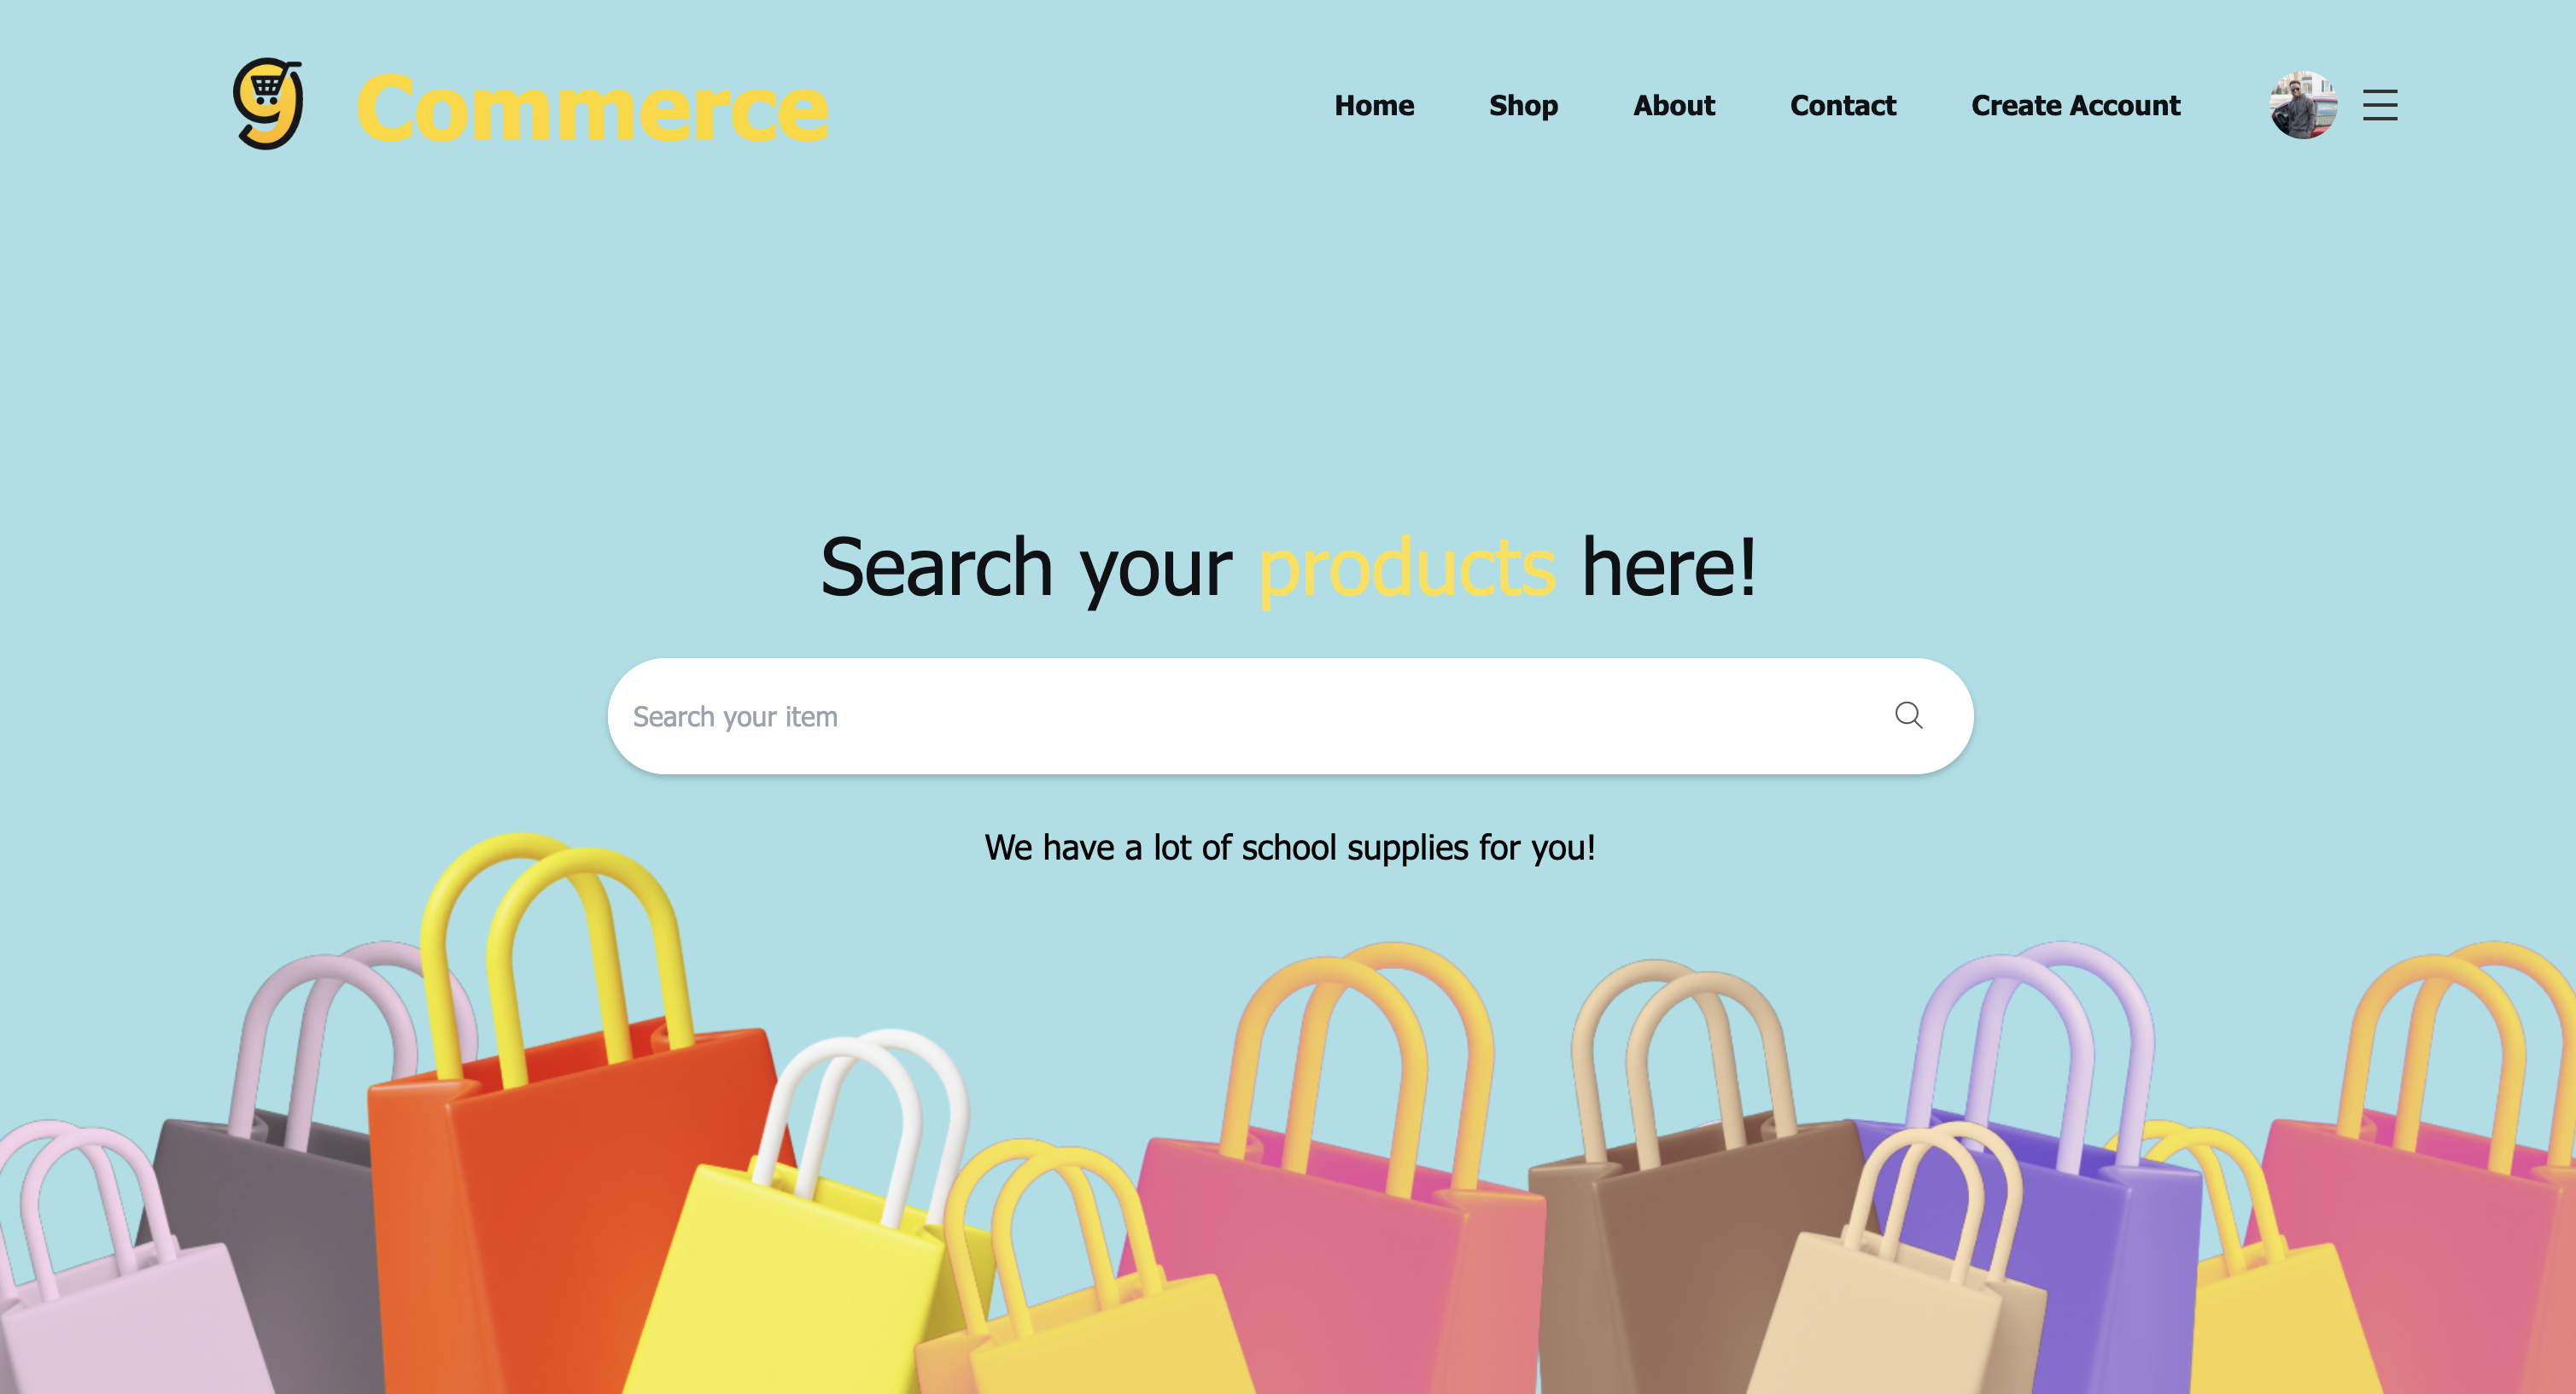 9 Commerce
Home Shop About Contact Create Account
Search your products here!
Search your item
We have a lot of school supplies for you!